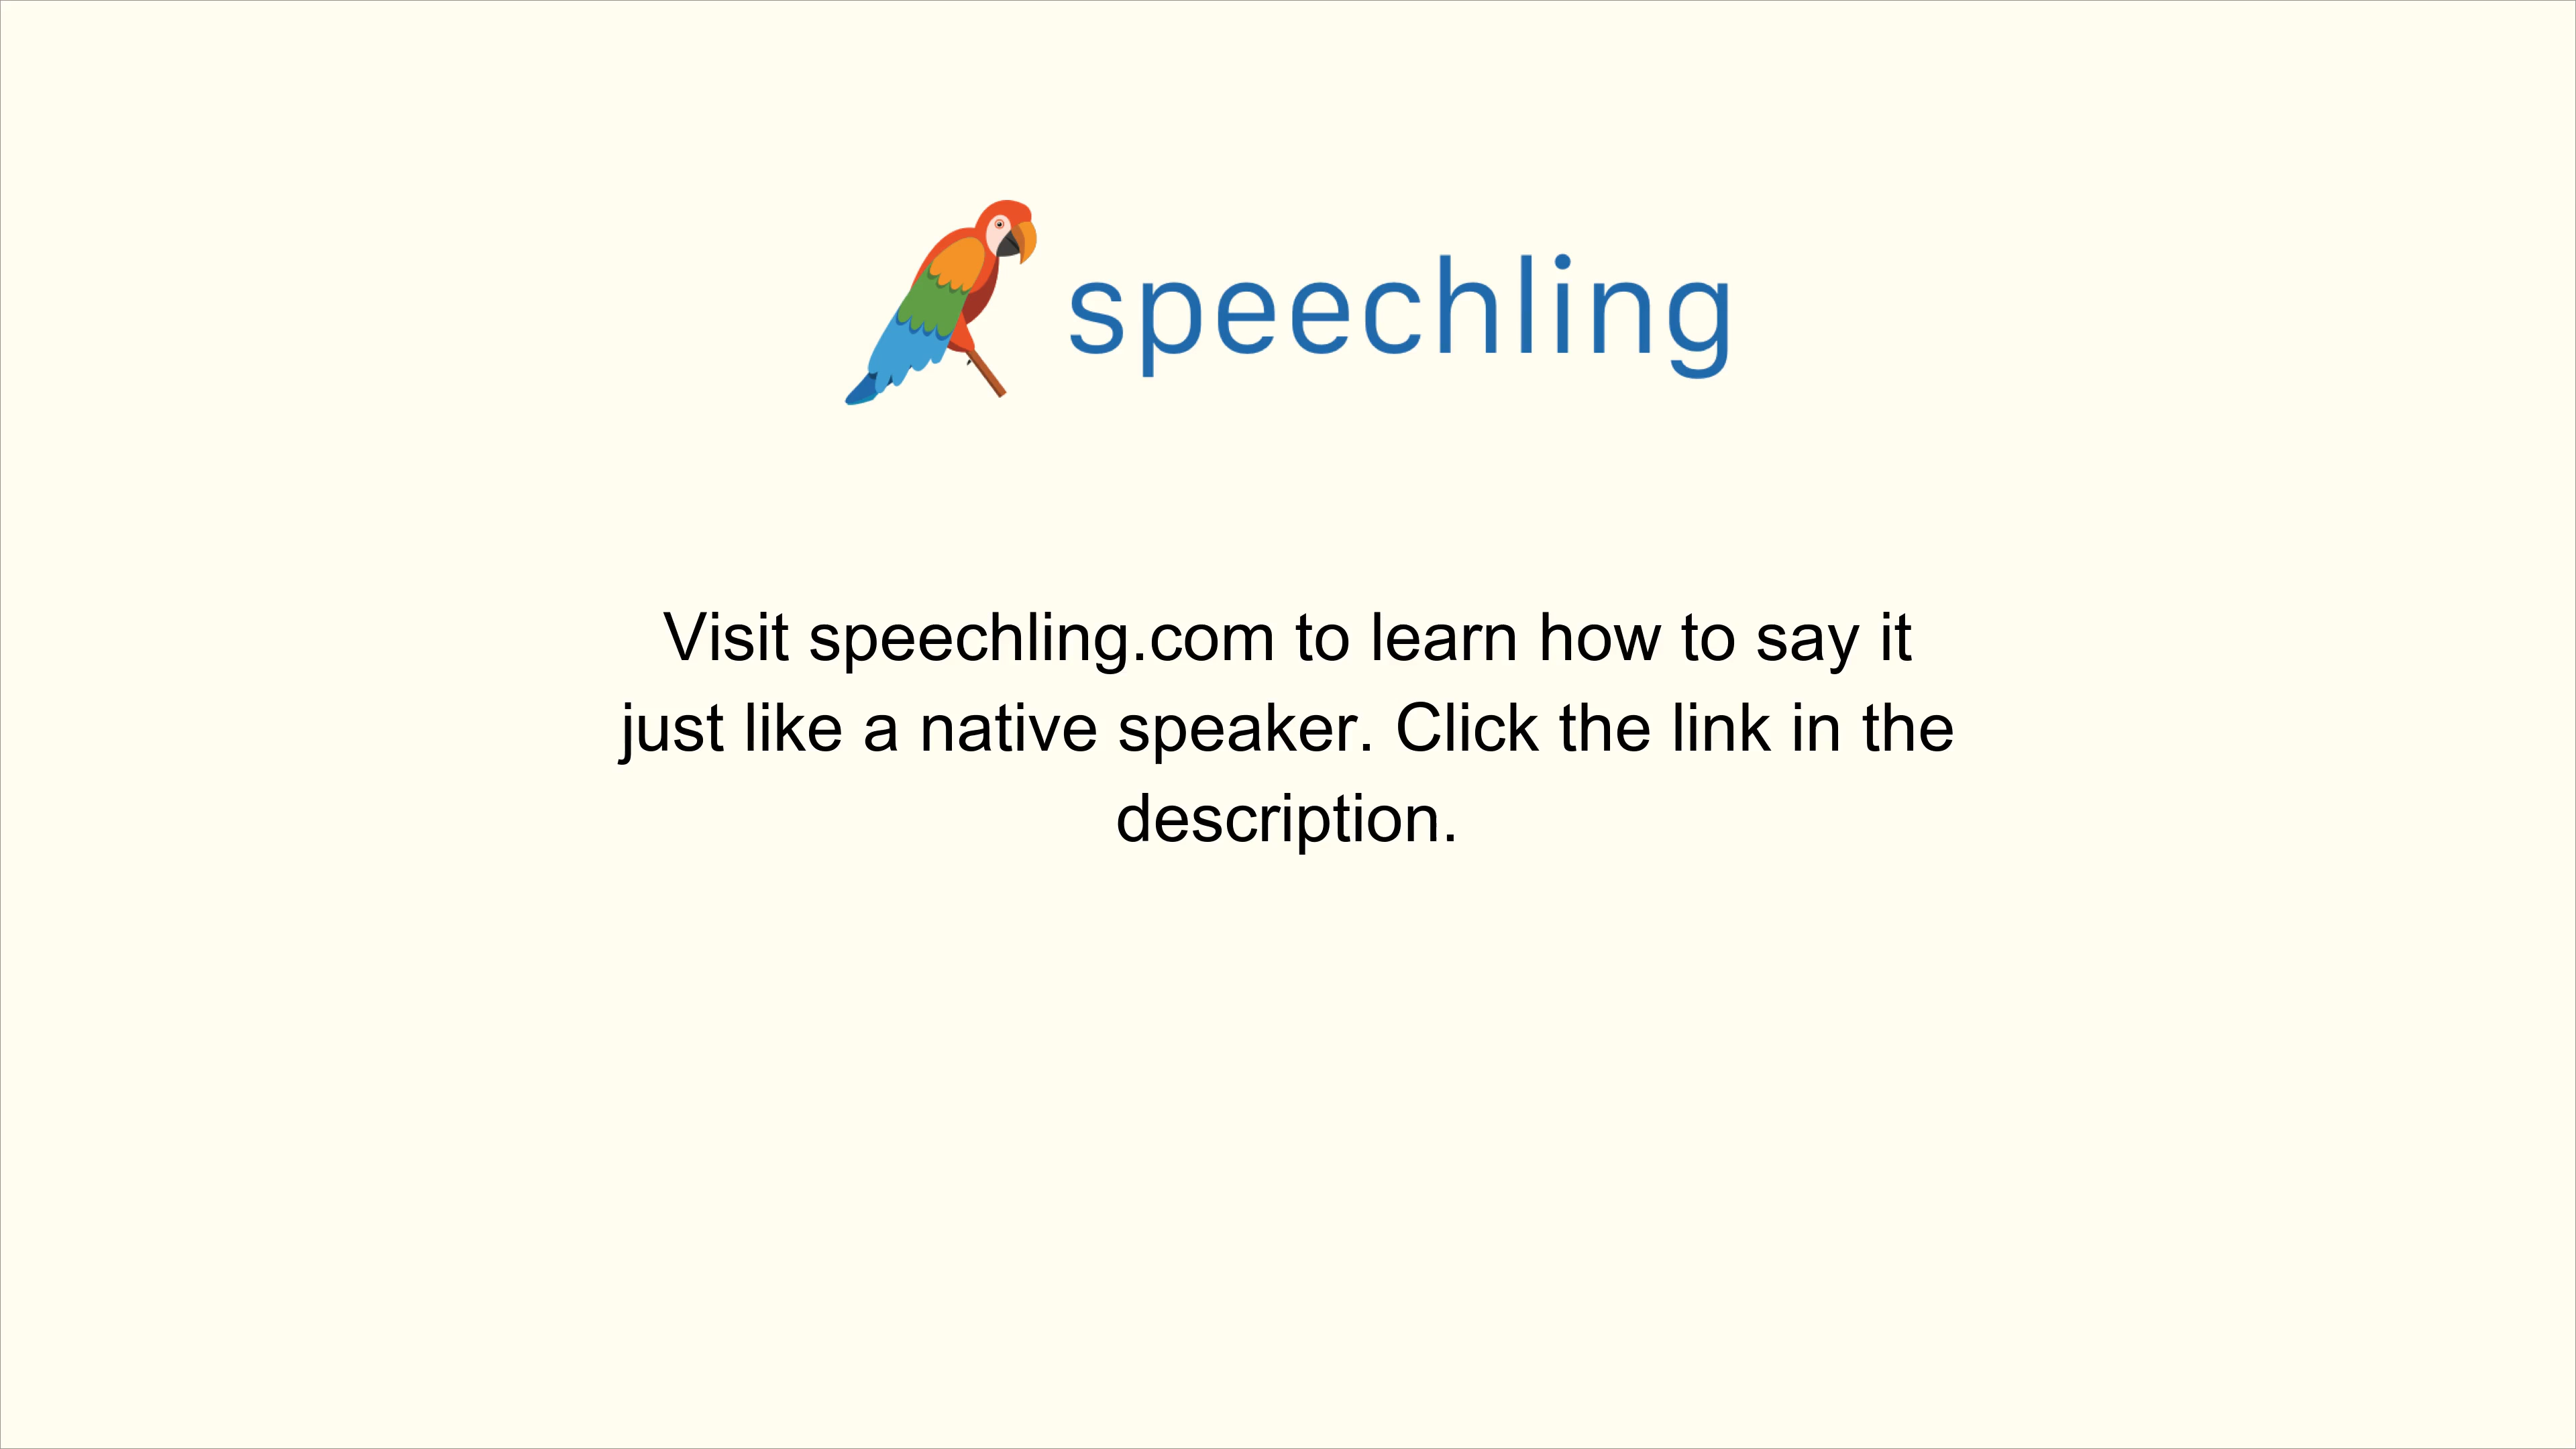 speechling
Visit speechling.com to learn how to say it
just like a native speaker. Click the link in the
description.